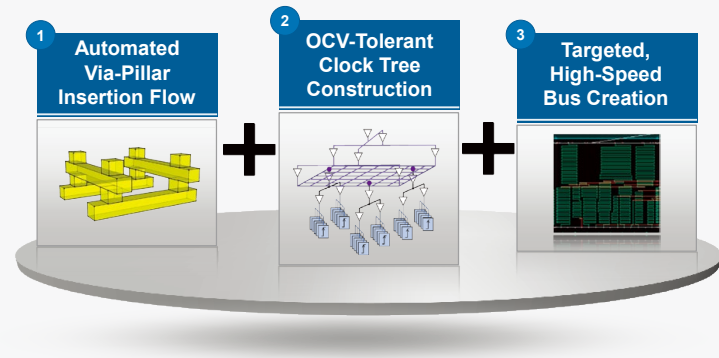 1
Automated
Via-Pillar
Insertion Flow
2
OCV-Tolerant
Clock Tree
Construction
3
Targeted,
High-Speed
Bus Creation